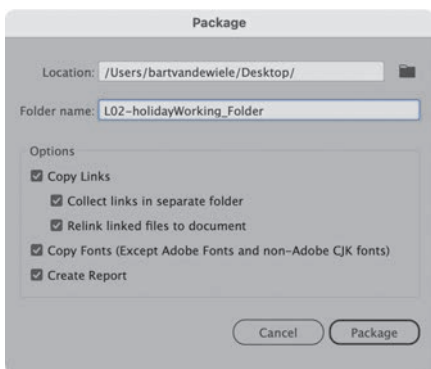 Package
Location: /Users/bartvandewiele/Desktop/
Folder name: L02-holidayWorking_Folder
Options
Copy Links
Collect links in separate folder
Relink linked files to document
Copy Fonts (Except Adobe Fonts and non-Adobe CJK fonts)
Create Report
Cancel Package